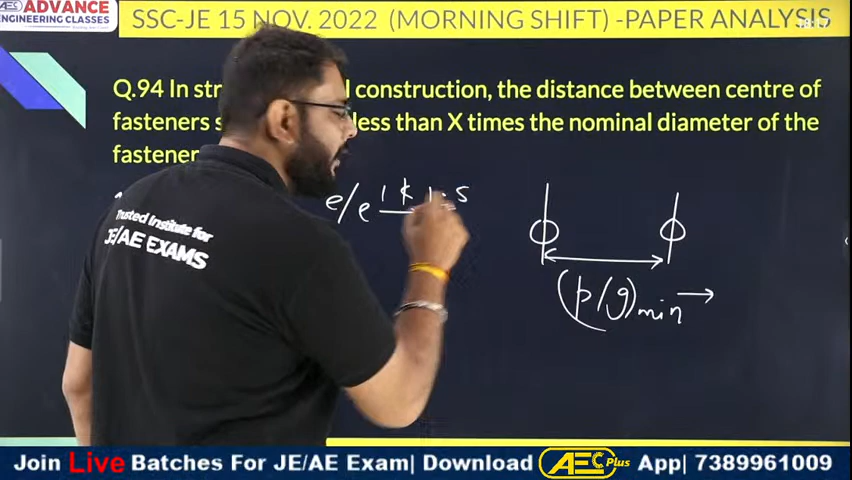 ADVANCE
ENGINEERING CLASSES
SSC-JE 15 NOV. 2022 (MORNING SHIFT) -PAPER ANALYSIS
Q.94 In str l construction, the distance between centre of
fasteners s less than X times the nominal diameter of the
fastener
Trusted Institute for
JE/AE EXAMS
e/e
(p/g)min
Join Live Batches For JE/AE Exam| Download AEC Plus App| 7389961009